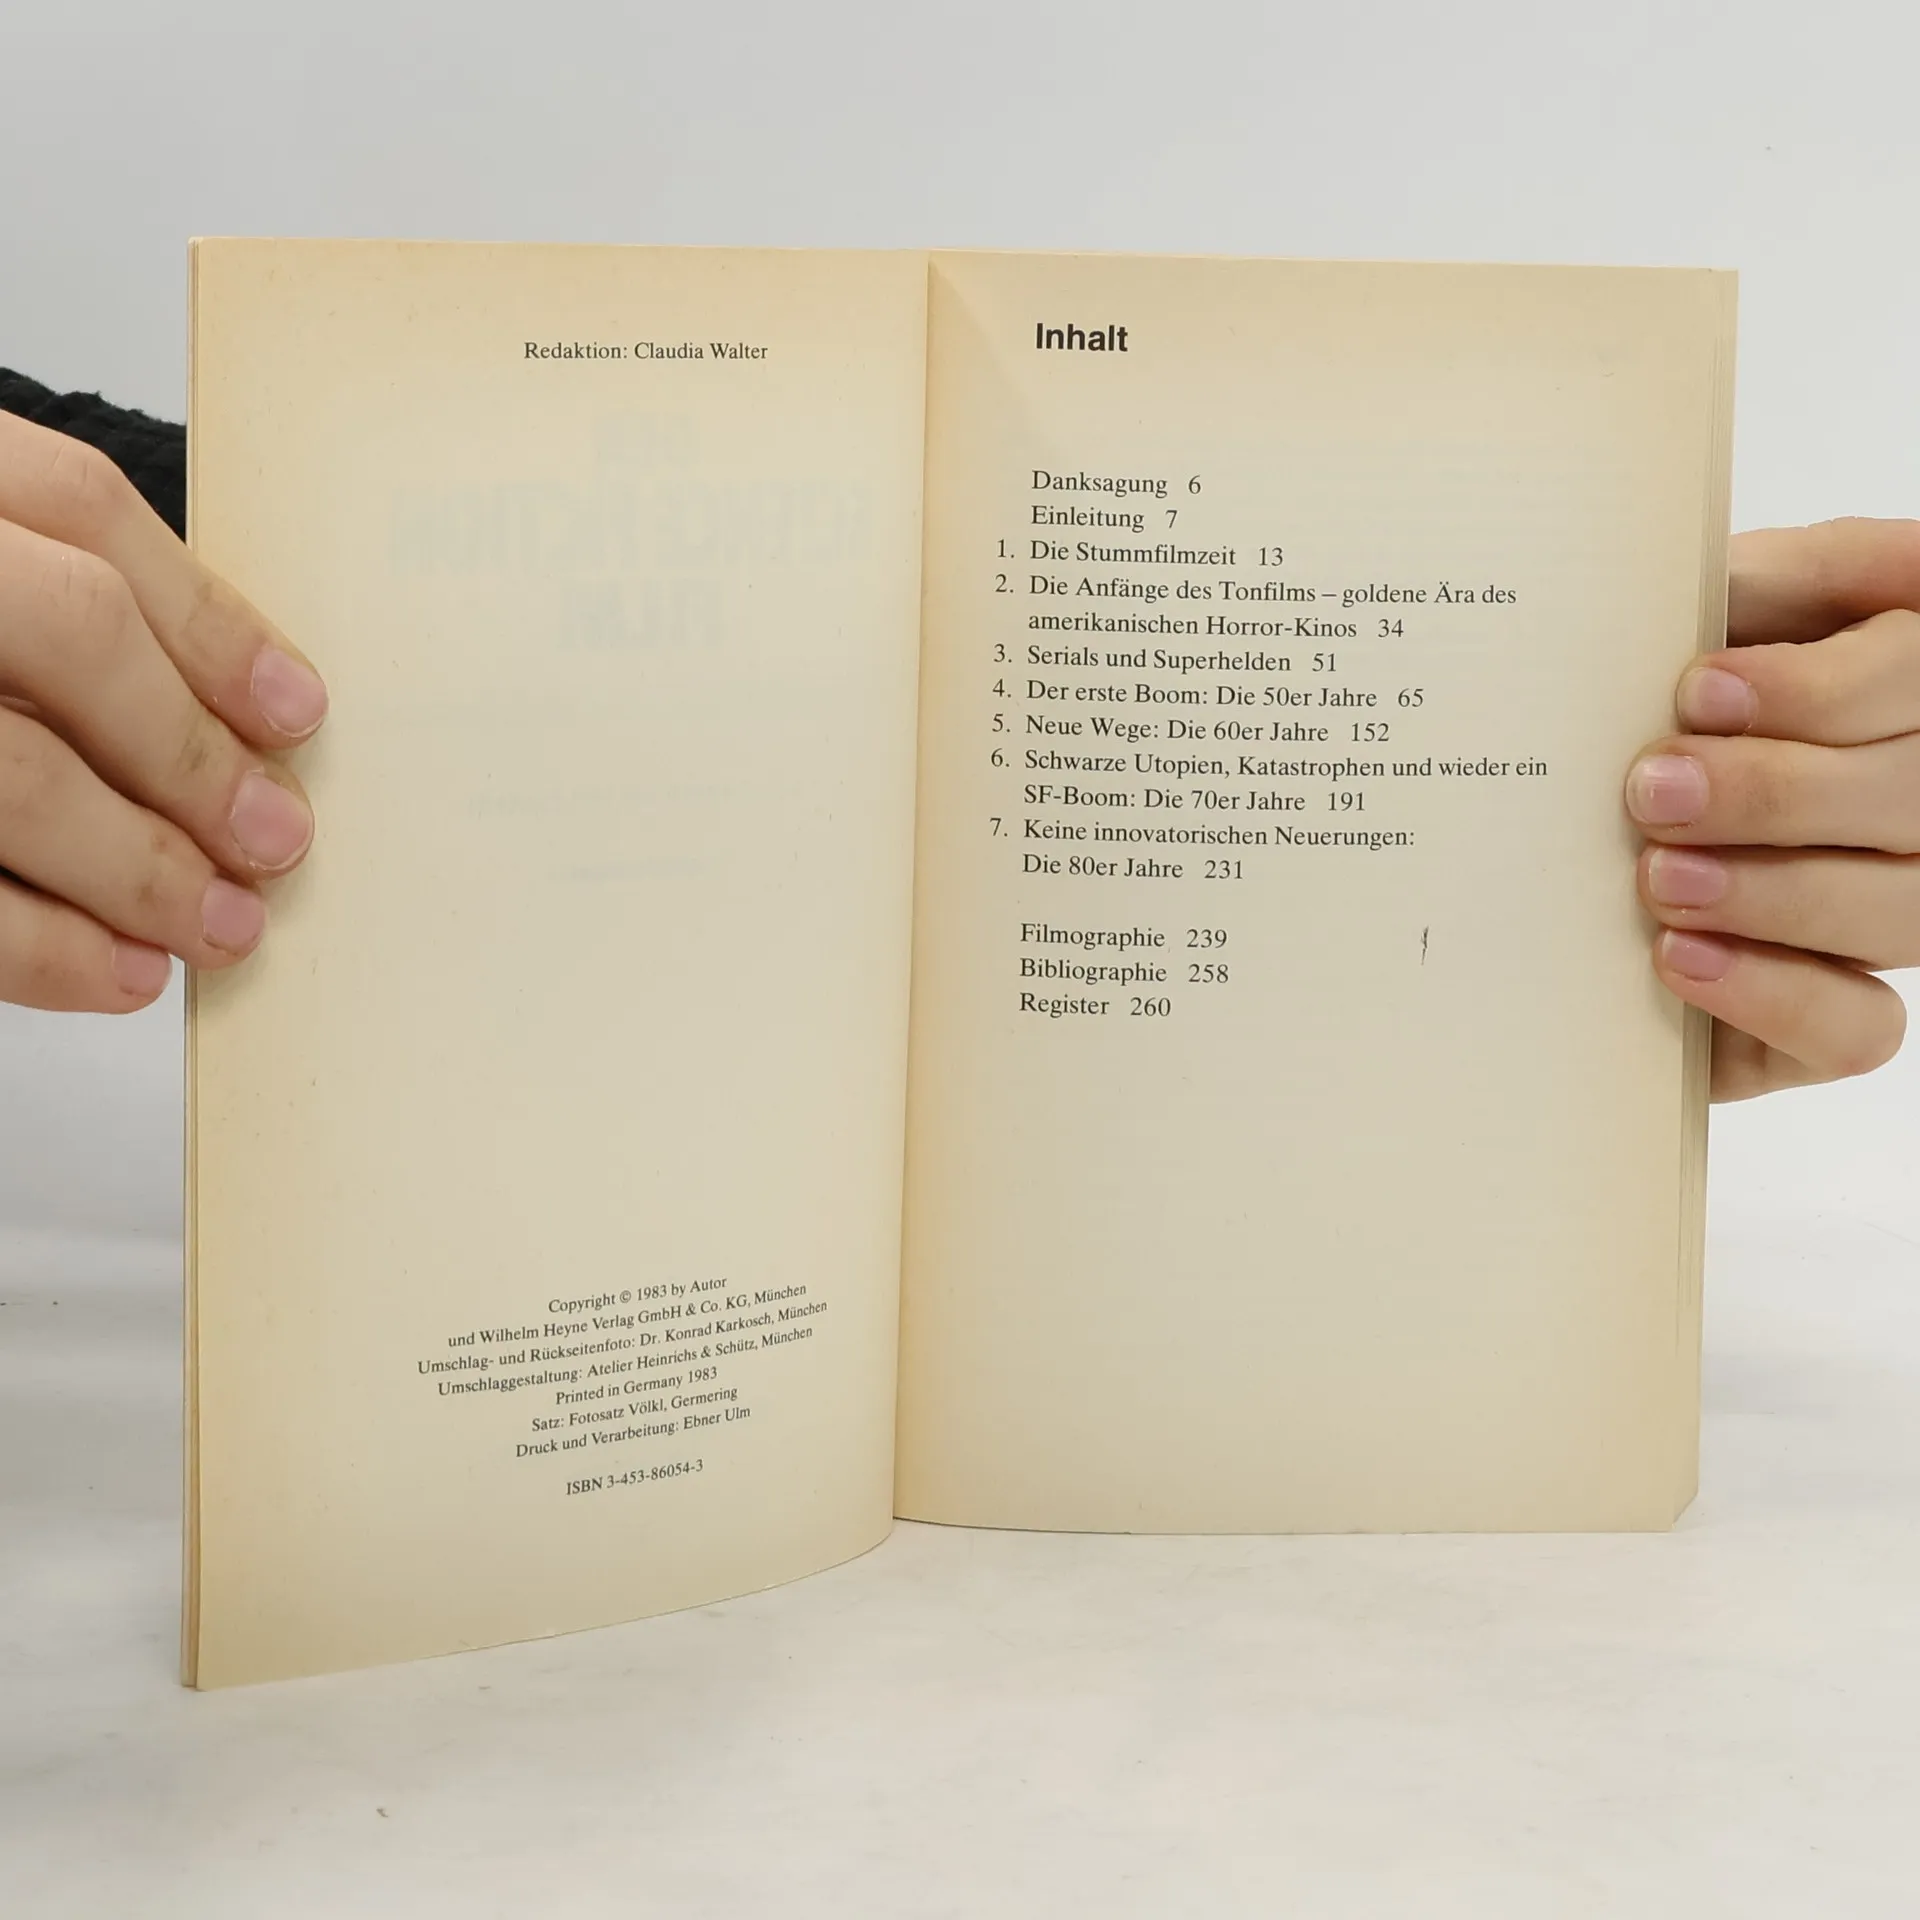 Redaktion: Claudia Walter
Copyright © 1983 by Autor
und Wilhelm Heyne Verlag GmbH & Co. KG, München
Umschlag- und Rückseitenfoto: Dr. Konrad Karkosch, München
Umschlaggestaltung: Atelier Heinrichs & Schütz, München
Printed in Germany 1983
Satz: Fotosatz Völkl, Germering
Druck und Verarbeitung: Ebner Ulm
ISBN 3-453-86054-3
Inhalt
Danksagung 6
Einleitung 7
1. Die Stummfilmzeit 13
2. Die Anfänge des Tonfilms – goldene Ära des
amerikanischen Horror-Kinos 34
3. Serials und Superhelden 51
4. Der erste Boom: Die 50er Jahre 65
5. Neue Wege: Die 60er Jahre 152
6. Schwarze Utopien, Katastrophen und wieder ein
SF-Boom: Die 70er Jahre 191
7. Keine innovatorischen Neuerungen:
Die 80er Jahre 231
Filmographie 239
Bibliographie 258
Register 260